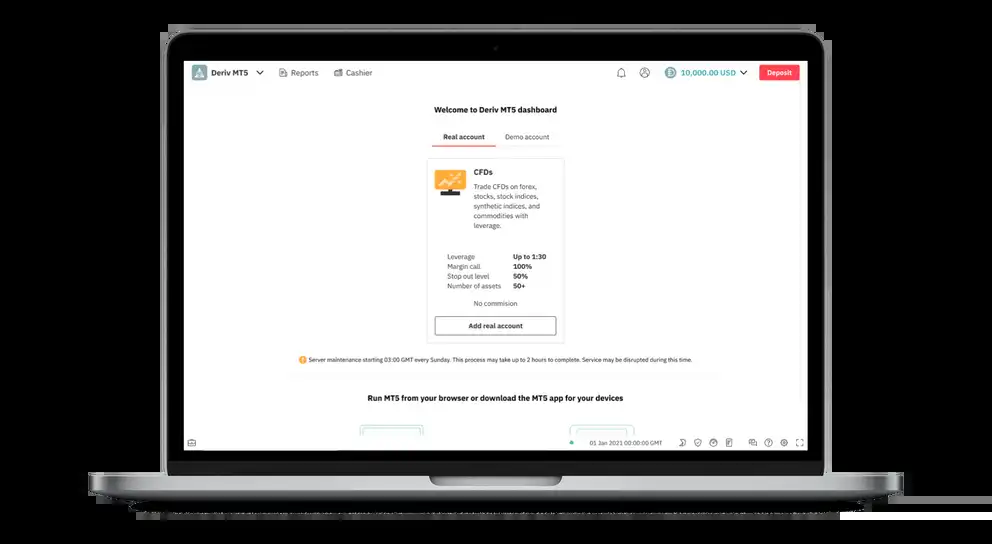 Deriv MT5 Reports Cashier 10,000.00 USD Deposit
Welcome to Deriv MT5 dashboard
Real account Demo account
CFDs
Trade CFDs on forex,
stocks, stock indices,
synthetic indices, and
commodities with
leverage.
Leverage Up to 1:30
Margin call 100%
Stop out level 50%
Number of assets 50+
No commision
Add real account
Server maintenance starting 03:00 GMT every Sunday. This process may take up to 2 hours to complete. Service may be disrupted during this time.
Run MT5 from your browser or download the MT5 app for your devices
01 Jan 2021 00:00:00 GMT